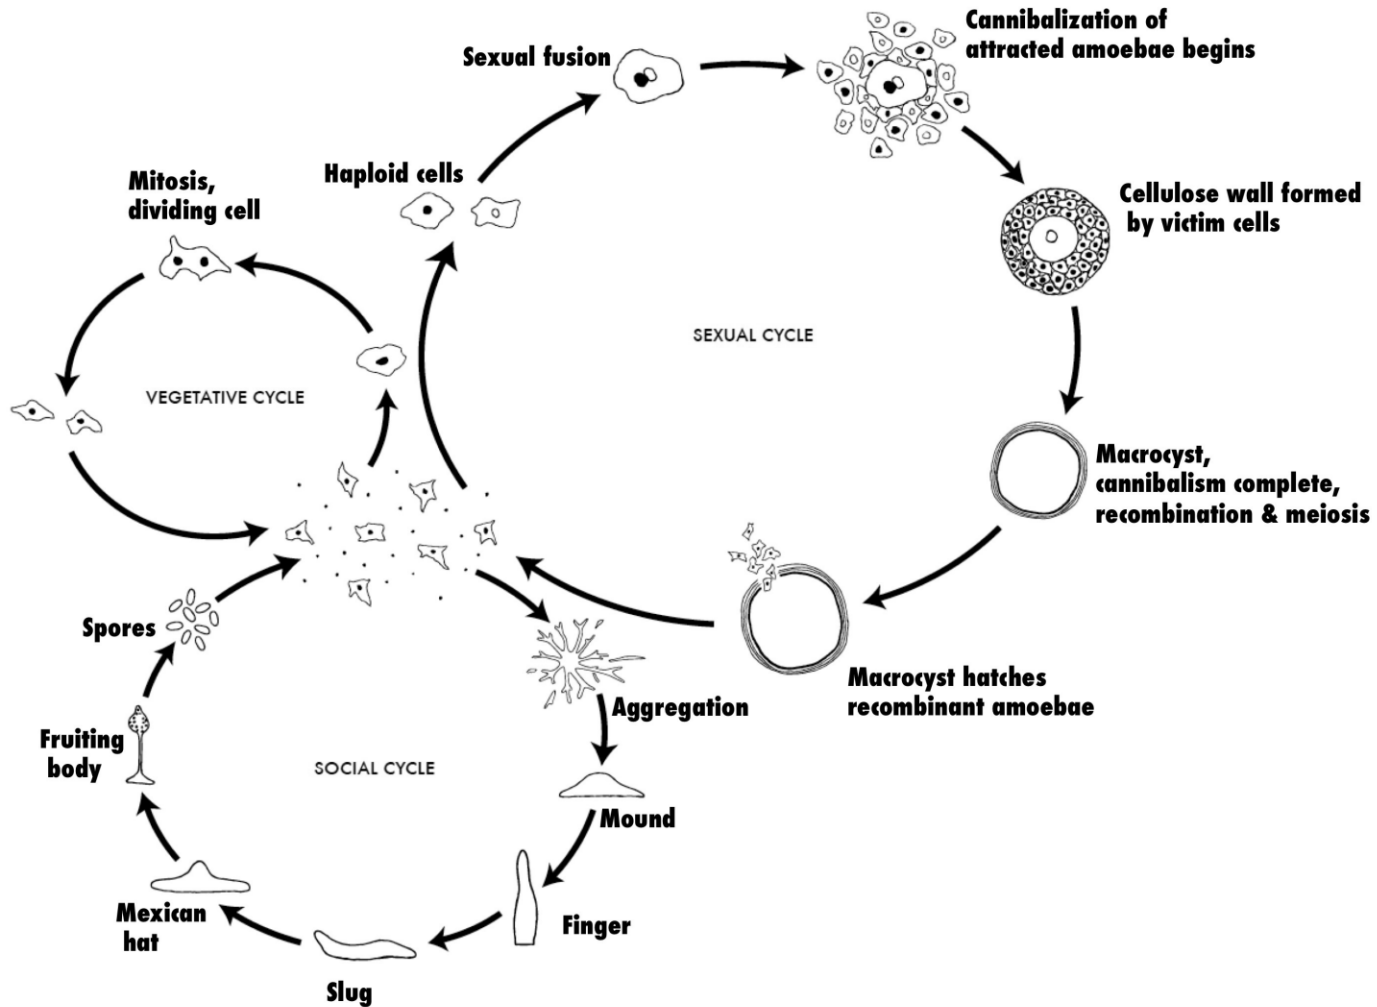 Cannibalization of
attracted amoebae begins
Sexual fusion
Haploid cells
Mitosis,
dividing cell
Cellulose wall formed
by victim cells
SEXUAL CYCLE
VEGETATIVE CYCLE
Macrocyst,
cannibalism complete,
recombination & meiosis
Spores
Macrocyst hatches
recombinant amoebae
Aggregation
Fruiting
body
SOCIAL CYCLE
Mound
Mexican
hat
Finger
Slug